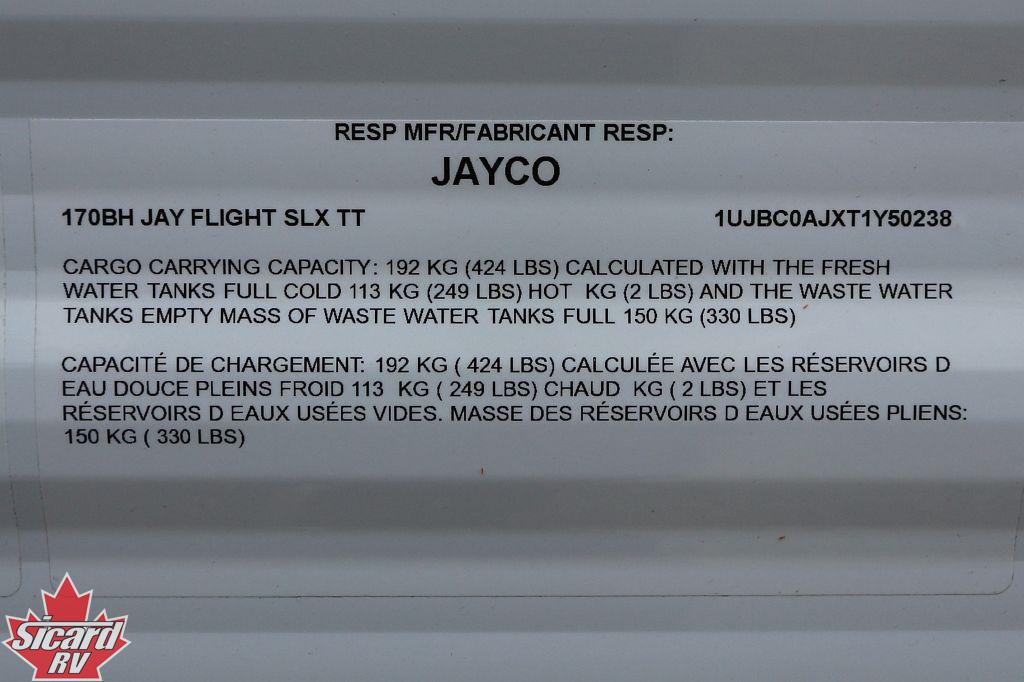 RESP MFR/FABRICANT RESP:
JAYCO
170BH JAY FLIGHT SLX TT 1UJBC0AJXT1Y50238
CARGO CARRYING CAPACITY: 192 KG (424 LBS) CALCULATED WITH THE FRESH
WATER TANKS FULL COLD 113 KG (249 LBS) HOT  KG (2 LBS) AND THE WASTE WATER
TANKS EMPTY MASS OF WASTE WATER TANKS FULL 150 KG (330 LBS)
CAPACITÉ DE CHARGEMENT: 192 KG ( 424 LBS) CALCULÉE AVEC LES RÉSERVOIRS D
EAU DOUCE PLEINS FROID 113  KG ( 249 LBS) CHAUD  KG ( 2 LBS) ET LES
RÉSERVOIRS D EAUX USÉES VIDES. MASSE DES RÉSERVOIRS D EAUX USÉES PLIENS:
150 KG ( 330 LBS)
Sicard
RV